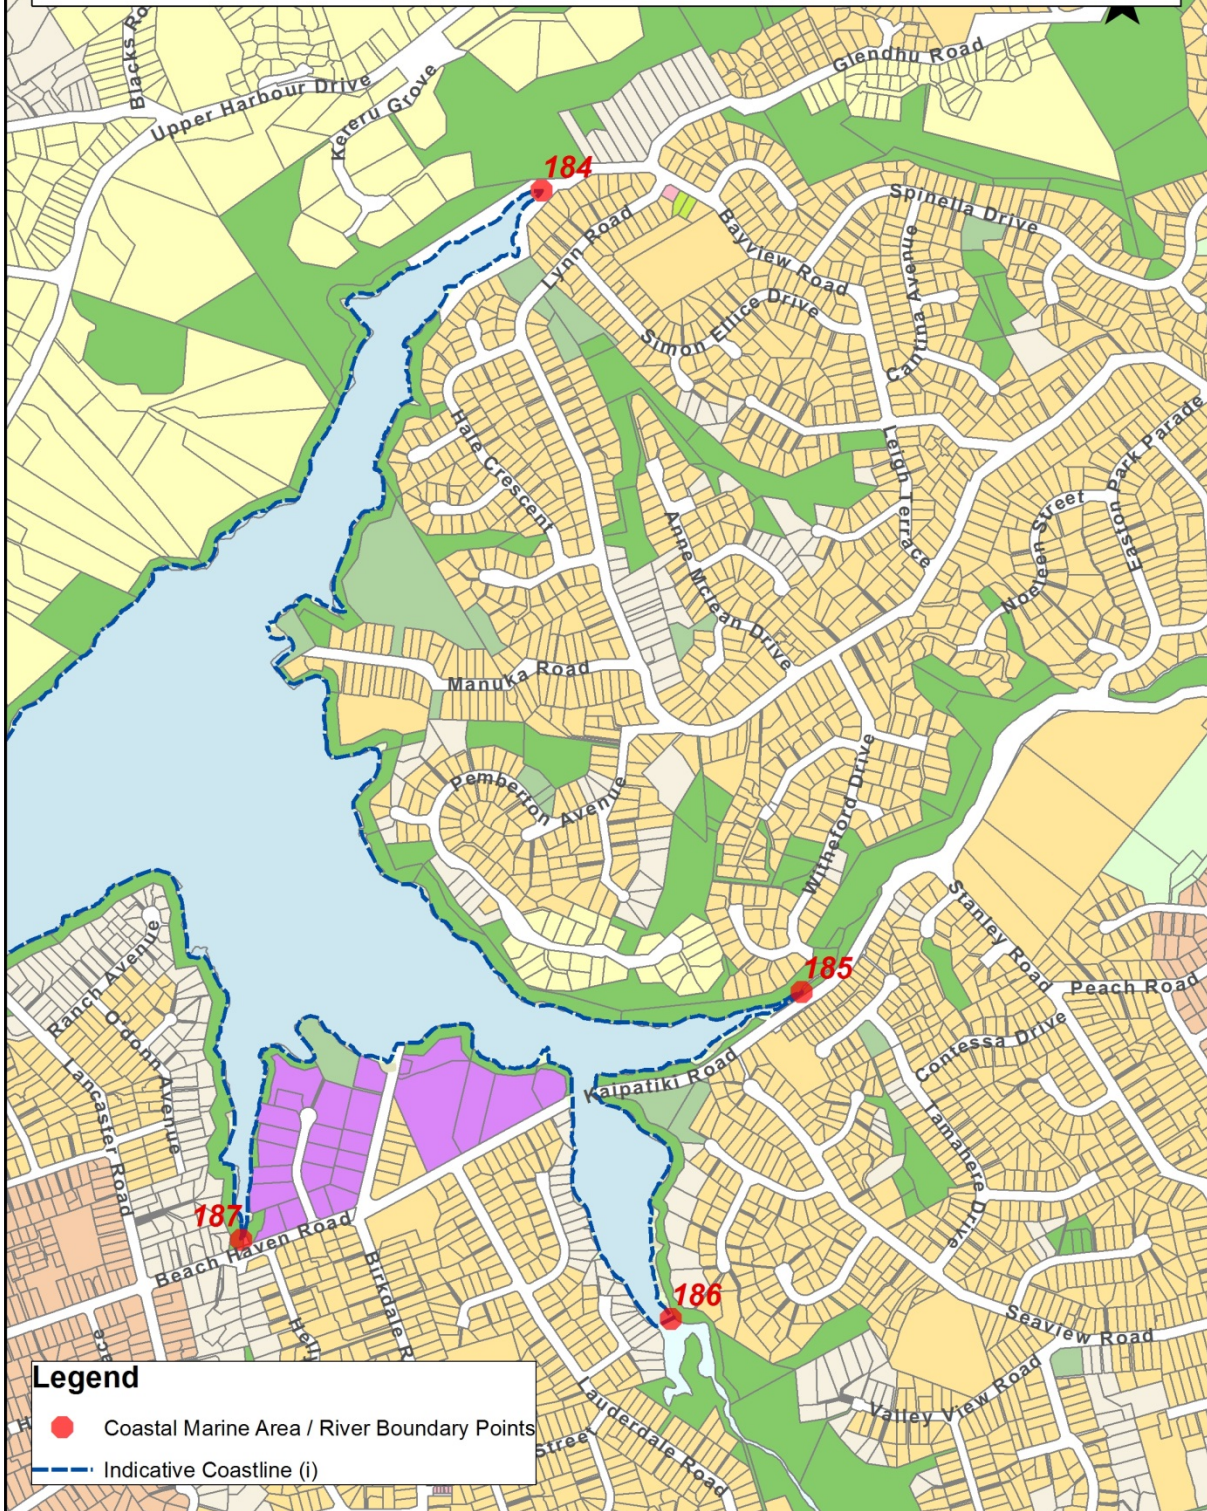 Blacks Ro
Upper Harbour Drive
Keteru Grove
Glendhu Road
184
Lynn Road
Bayview Road
Spinella Drive
Cantina Avenue
Simon Ellice Drive
Hale Crescent
Leigh Terrace
Easton Park Parade
Noeleen Street
Anne Mclean Drive
Manuka Road
Pemberton Avenue
Witheford Drive
Stanley Road
185
Peach Road
Ranch Avenue
O'donn Avenue
Lancaster Road
Contessa Drive
Kaipatiki Road
Tamahere Drive
187
Beach Haven Road
Birkdale R
186
Seaview Road
Valley View Road
Lauderdale Road
Street
Legend
Coastal Marine Area / River Boundary Points
Indicative Coastline (i)